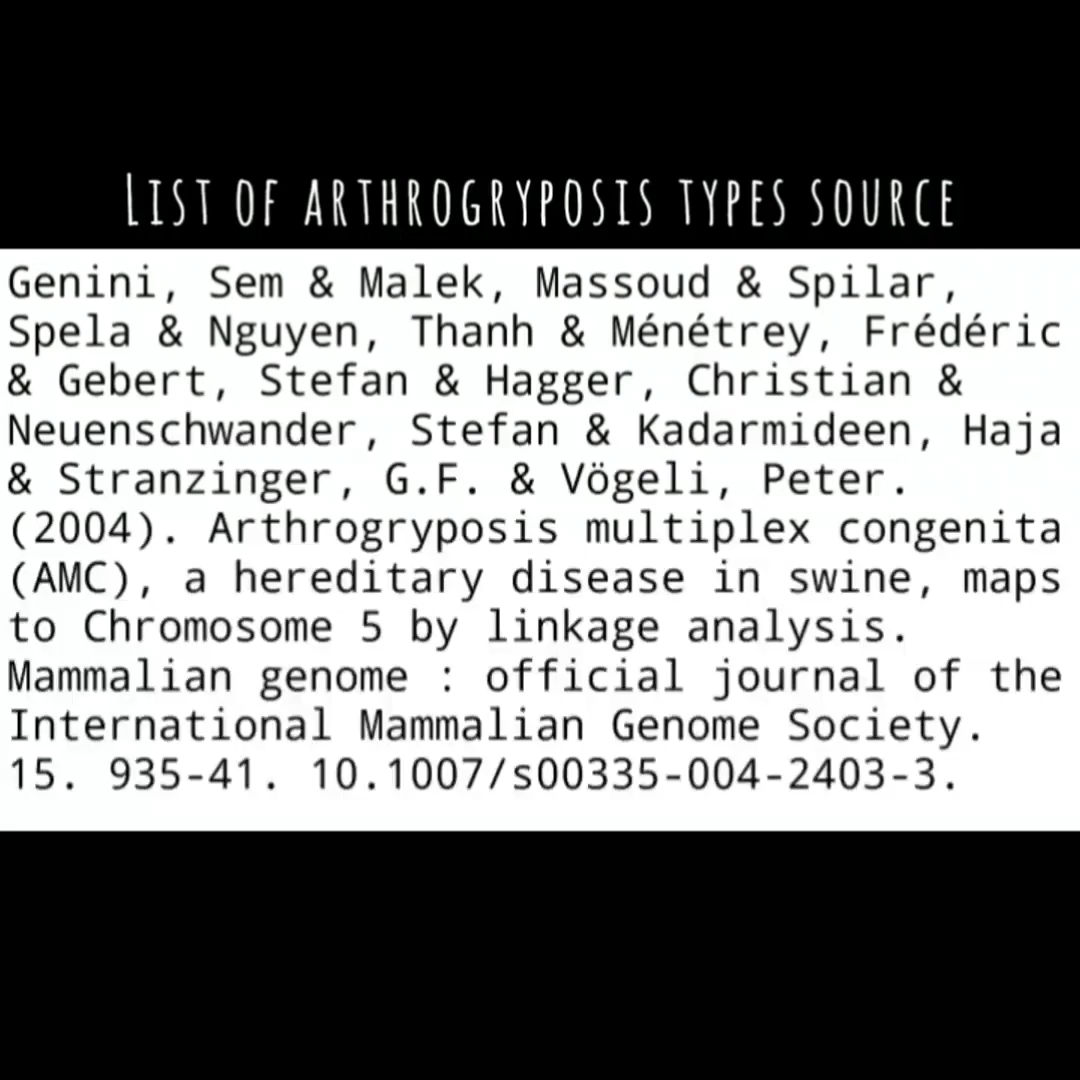 LIST OF ARTHROGRYPOSIS TYPES SOURCE
Genini, Sem & Malek, Massoud & Spilar,
Spela & Nguyen, Thanh & Ménétrey, Frédéric
& Gebert, Stefan & Hagger, Christian &
Neuenschwander, Stefan & Kadarmideen, Haja
& Stranzinger, G.F. & Vögeli, Peter.
(2004). Arthrogryposis multiplex congenita
(AMC), a hereditary disease in swine, maps
to Chromosome 5 by linkage analysis.
Mammalian genome : official journal of the
International Mammalian Genome Society.
15. 935-41. 10.1007/s00335-004-2403-3.